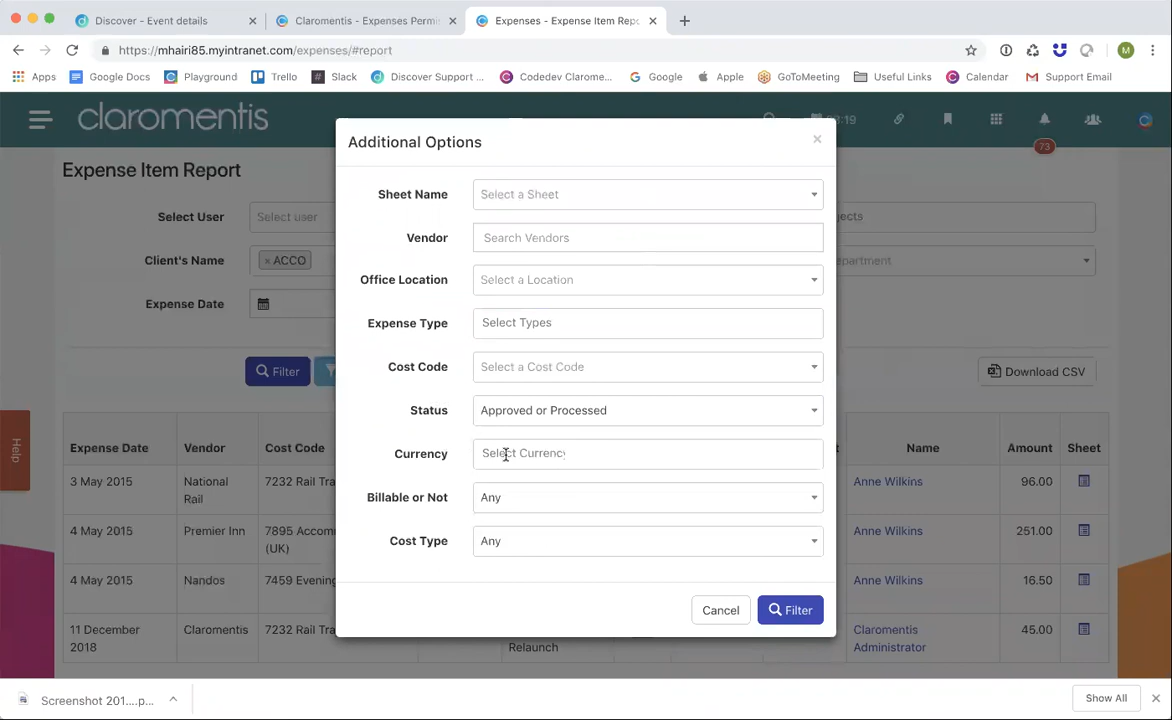 Discover - Event details
Claromentis - Expenses Permi
Expenses - Expense Item Repo
https://mhairi85.myintranet.com/expenses/#report
M
Apps
Google Docs
Playground
Trello
Slack
Discover Support ...
Codedev Clarome...
Google
Apple
GoToMeeting
Useful Links
Calendar
Support Email
claromentis
:19
73
Expense Item Report
Additional Options
Select User
Select user
jects
Client's Name
× ACCO
partment
Expense Date
Sheet Name
Select a Sheet
Vendor
Search Vendors
Office Location
Select a Location
Expense Type
Select Types
Cost Code
Select a Cost Code
Status
Approved or Processed
Currency
Select Currency
Billable or Not
Any
Cost Type
Any
Cancel
Filter
Filter
Download CSV
Help
Expense Date
Vendor
Cost Code
Name
Amount
Sheet
3 May 2015
National
Rail
7232 Rail Tra
Anne Wilkins
96.00
4 May 2015
Premier Inn
7895 Accom
(UK)
Anne Wilkins
251.00
4 May 2015
Nandos
7459 Evening
Anne Wilkins
16.50
11 December
2018
Claromentis
7232 Rail Tra
Relaunch
Claromentis
Administrator
45.00
Screenshot 201....p...
Show All